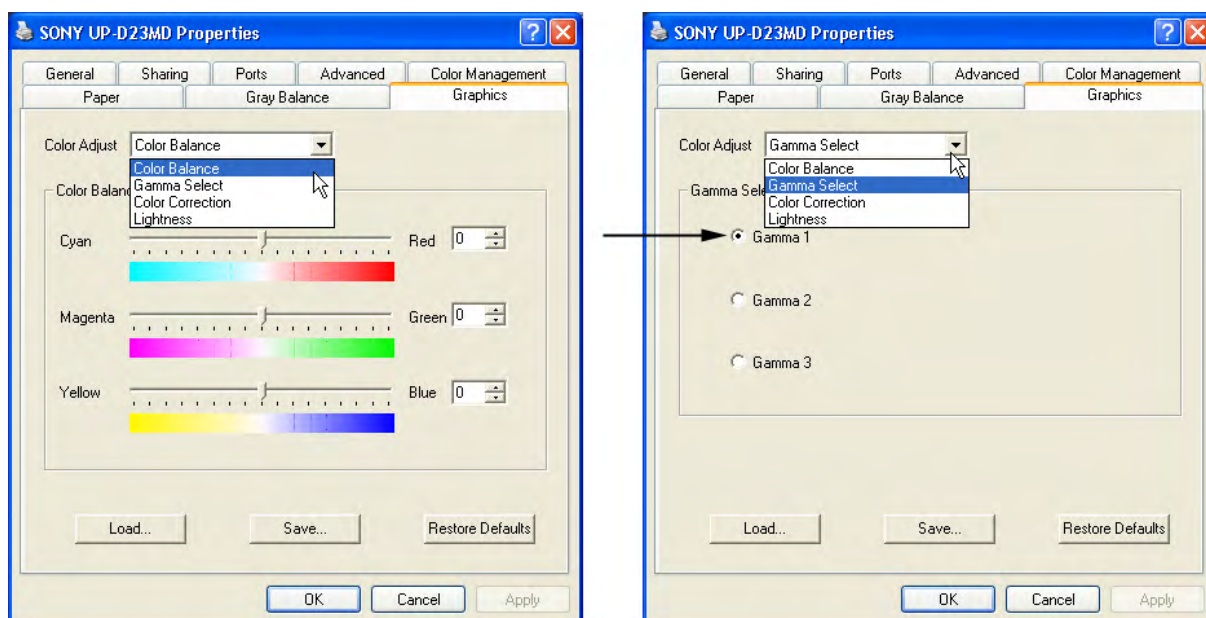 SONY UP-D23MD Properties
General Sharing Ports Advanced Color Management
Paper Gray Balance Graphics
Color Adjust Color Balance
Color Balance
Gamma Select
Color Correction
Lightness
Color Balanc
Cyan Red 0
Magenta Green 0
Yellow Blue 0
Load... Save... Restore Defaults
OK Cancel Apply
SONY UP-D23MD Properties
General Sharing Ports Advanced Color Management
Paper Gray Balance Graphics
Color Adjust Gamma Select
Color Balance
Gamma Select
Color Correction
Lightness
Gamma Sele
Gamma 1
Gamma 2
Gamma 3
Load... Save... Restore Defaults
OK Cancel Apply